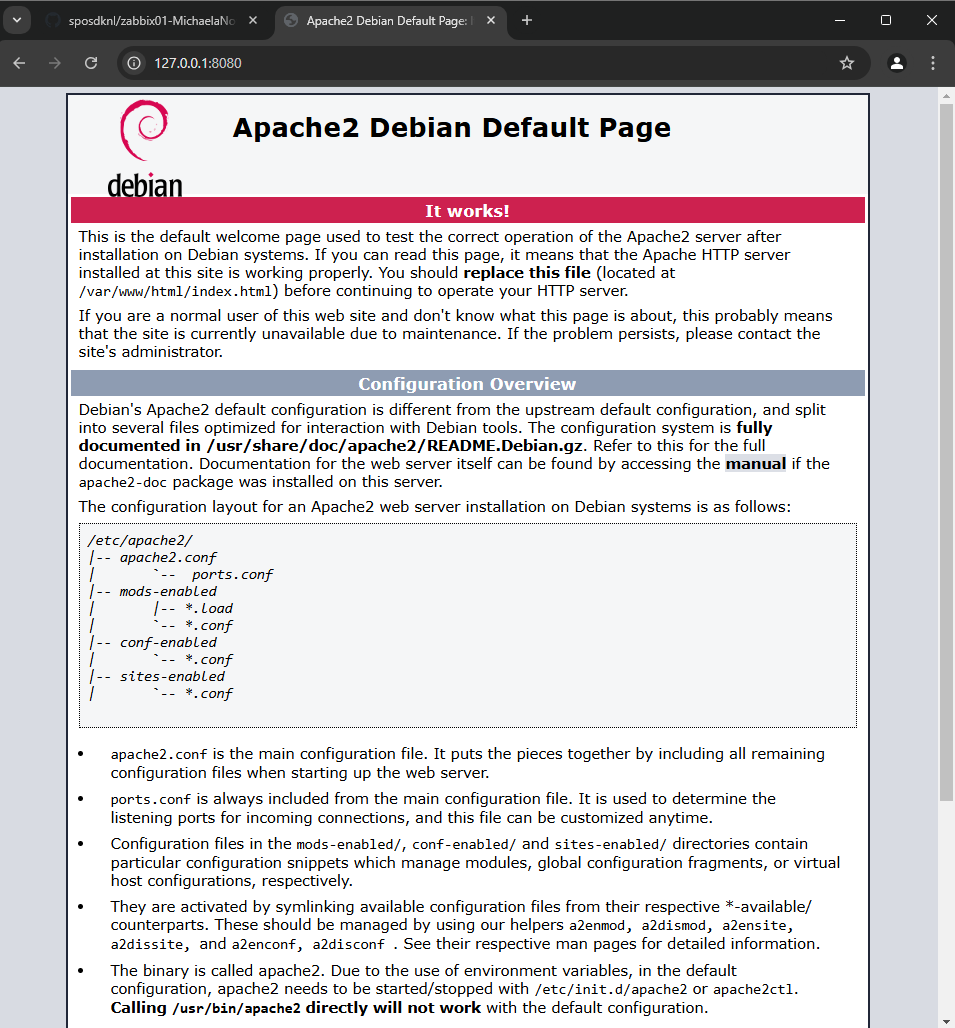 sposdknl/zabbix01-MichaelaNo
Apache2 Debian Default Page:
127.0.0.1:8080
debian
Apache2 Debian Default Page
It works!
This is the default welcome page used to test the correct operation of the Apache2 server after
installation on Debian systems. If you can read this page, it means that the Apache HTTP server
installed at this site is working properly. You should replace this file (located at
/var/www/html/index.html) before continuing to operate your HTTP server.
If you are a normal user of this web site and don't know what this page is about, this probably means
that the site is currently unavailable due to maintenance. If the problem persists, please contact the
site's administrator.
Configuration Overview
Debian's Apache2 default configuration is different from the upstream default configuration, and split
into several files optimized for interaction with Debian tools. The configuration system is fully
documented in /usr/share/doc/apache2/README.Debian.gz. Refer to this for the full
documentation. Documentation for the web server itself can be found by accessing the manual if the
apache2-doc package was installed on this server.
The configuration layout for an Apache2 web server installation on Debian systems is as follows:
/etc/apache2/
|-- apache2.conf
|       `--  ports.conf
|-- mods-enabled
|       |-- *.load
|       `-- *.conf
|-- conf-enabled
|       `-- *.conf
|-- sites-enabled
|       `-- *.conf
• apache2.conf is the main configuration file. It puts the pieces together by including all remaining
configuration files when starting up the web server.
• ports.conf is always included from the main configuration file. It is used to determine the
listening ports for incoming connections, and this file can be customized anytime.
• Configuration files in the mods-enabled/, conf-enabled/ and sites-enabled/ directories contain
particular configuration snippets which manage modules, global configuration fragments, or virtual
host configurations, respectively.
• They are activated by symlinking available configuration files from their respective *-available/
counterparts. These should be managed by using our helpers a2enmod, a2dismod, a2ensite,
a2dissite, and a2enconf, a2disconf . See their respective man pages for detailed information.
• The binary is called apache2. Due to the use of environment variables, in the default
configuration, apache2 needs to be started/stopped with /etc/init.d/apache2 or apache2ctl.
Calling /usr/bin/apache2 directly will not work with the default configuration.